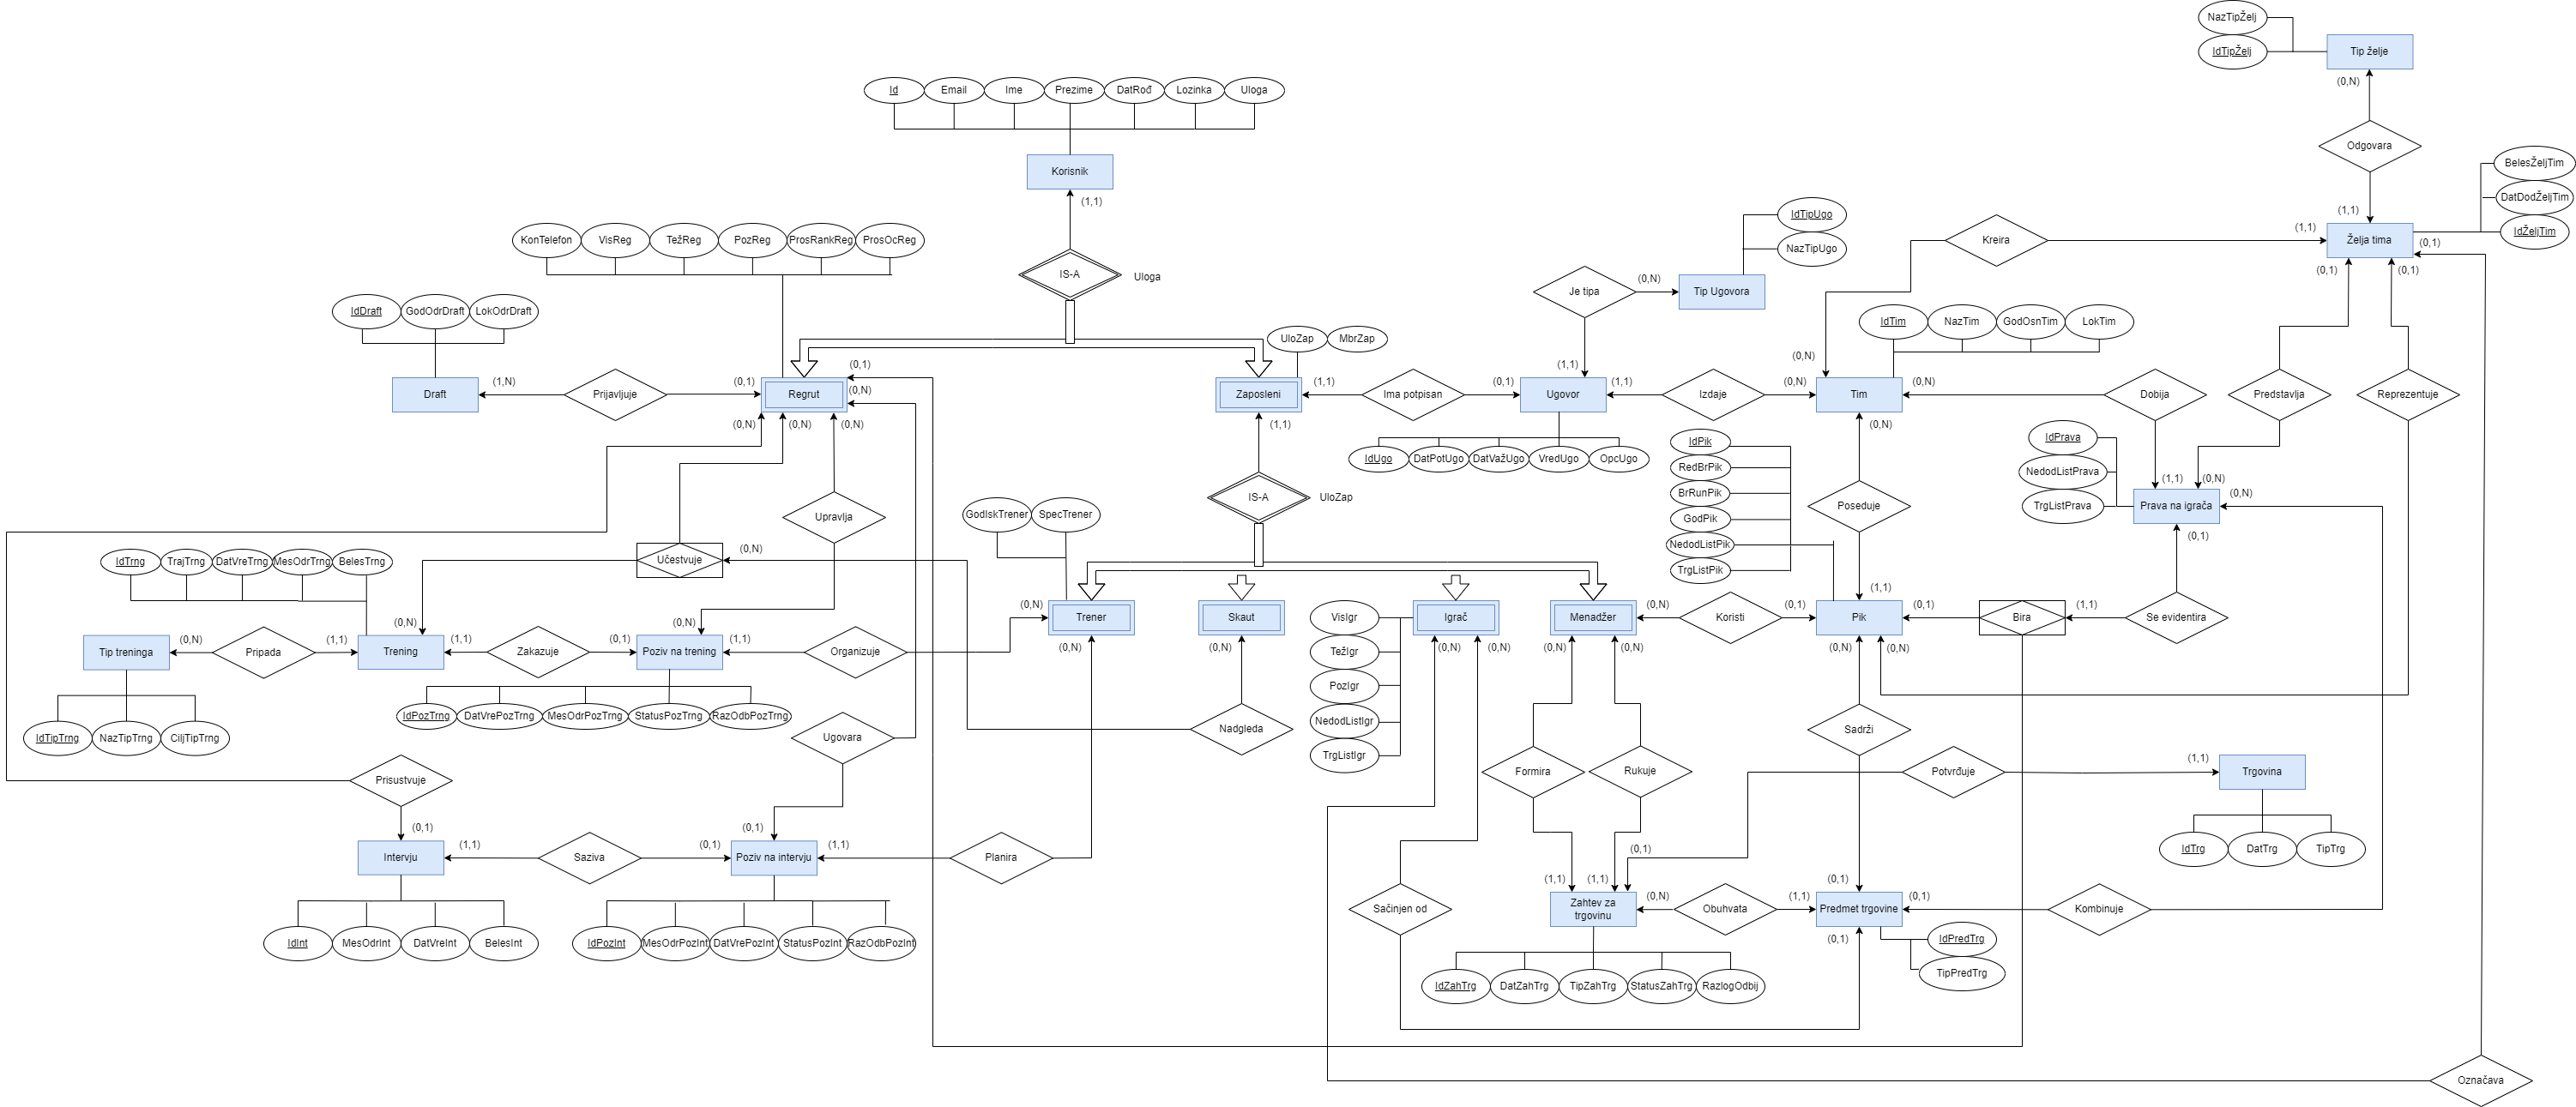 NazTipŽelj
IdTipŽelj
Tip želje
(0,N)
Odgovara
(1,1)
BelesŽeljTim
DatDodŽeljTim
IdŽeljTim
Id
Email
Ime
Prezime
DatRođ
Lozinka
Uloga
Korisnik
(1,1)
IS-A
Uloga
KonTelefon
VisReg
TežReg
PozReg
ProsRankReg
ProsOcReg
IdTipUgo
NazTipUgo
Kreira
(1,1)
Želja tima
(0,1)
(0,1)
(0,1)
Je tipa
(0,N)
Tip Ugovora
IdDraft
GodOdrDraft
LokOdrDraft
UloZap
MbrZap
IdTim
NazTim
GodOsnTim
LokTim
(0,N)
(1,1)
Draft
(1,N)
Prijavljuje
(0,1)
Regrut
(0,1)
(0,N)
(0,N)
(0,N)
(0,N)
Zaposleni
(1,1)
Ima potpisan
(0,1)
Ugovor
(1,1)
Izdaje
(0,N)
Tim
(0,N)
Dobija
Predstavlja
Reprezentuje
(1,1)
(0,N)
IdUgo
DatPotUgo
DatVažUgo
VredUgo
OpcUgo
IdPik
RedBrPik
BrRunPik
GodPik
NedodListPik
TrgListPik
Poseduje
(1,1)
IdPrava
NedodListPrava
TrgListPrava
(1,1)
(0,N)
Prava na igrača
(0,N)
(0,1)
IS-A
UloZap
GodIskTrener
SpecTrener
Upravlja
Učestvuje
(0,N)
IdTrng
TrajTrng
DatVreTrng
MesOdrTrng
BelesTrng
(0,N)
(0,N)
(0,N)
Trener
(0,N)
Skaut
(0,N)
VisIgr
TežIgr
PozIgr
NedodListIgr
TrgListIgr
Igrač
(0,N)
(0,N)
Menadžer
(0,N)
(0,N)
(0,N)
Koristi
(0,1)
Pik
(0,1)
(0,N)
(0,N)
Bira
(1,1)
Se evidentira
Tip treninga
(0,N)
Pripada
(1,1)
Trening
(1,1)
Zakazuje
(0,1)
Poziv na trening
(1,1)
Organizuje
IdTipTrng
NazTipTrng
CiljTipTrng
IdPozTrng
DatVrePozTrng
MesOdrPozTrng
StatusPozTrng
RazOdbPozTrng
Ugovara
Nadgleda
Sadrži
Prisustvuje
Formira
Rukuje
Potvrđuje
(1,1)
Trgovina
IdTrg
DatTrg
TipTrg
(0,1)
(0,1)
(0,1)
Intervju
(1,1)
Saziva
(0,1)
Poziv na intervju
(1,1)
Planira
(1,1)
(1,1)
(0,1)
Sačinjen od
Zahtev za
trgovinu
(0,N)
Obuhvata
(1,1)
Predmet trgovine
(0,1)
(0,1)
Kombinuje
IdInt
MesOdrInt
DatVreInt
BelesInt
IdPozInt
MesOdrPozInt
DatVrePozInt
StatusPozInt
RazOdbPozInt
IdPredTrg
TipPredTrg
IdZahTrg
DatZahTrg
TipZahTrg
StatusZahTrg
RazlogOdbij
Označava